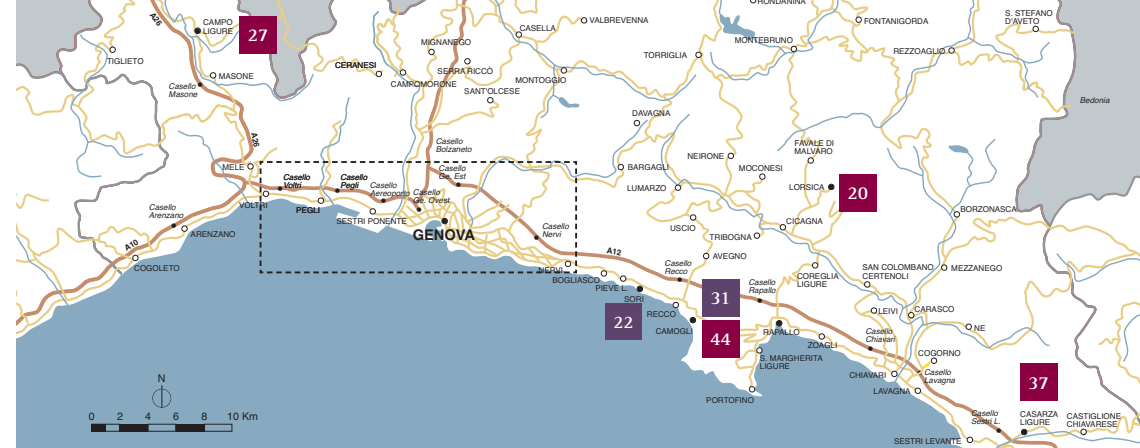 RONDANINA
A26
CAMPO
LIGURE
27
TIGLIETO
MASONE
Casello
Masone
A26
MIGNANEGO
CERANESI
SERRA RICCÒ
CAMPOMORONE
SANT'OLCESE
CASELLA
VALBREVENNA
MONTOGGIO
TORRIGLIA
MONTEBRUNO
FONTANIGORDA
S. STEFANO
D'AVETO
REZZOAGLIO
Bedonia
DAVAGNA
Casello
Bolzaneto
BARGAGLI
LUMARZO
NEIRONE
MOCONESI
FAVALE DI
MALVARO
LORSICA
20
BORZONASCA
MELE
VOLTRI
Casello
Voltri
Casello
Pegli
PEGLI
Casello
Aereoporto
SESTRI PONENTE
Casello
Ge. Ovest
Casello
Ge. Est
GENOVA
Casello
Nervi
NERVI
Casello
Arenzano
ARENZANO
A10
COGOLETO
A12
USCIO
TRIBOGNA
CICAGNA
AVEGNO
COREGLIA
LIGURE
SAN COLOMBANO
CERTENOLI
MEZZANEGO
BOGLIASCO
PIEVE L.
SORI
22
RECCO
Casello
Recco
31
CAMOGLI
44
Casello
Rapallo
RAPALLO
ZOAGLI
S. MARGHERITA
LIGURE
PORTOFINO
LEIVI
CARASCO
NE
Casello
Chiavari
COGORNO
CHIAVARI
Casello
Lavagna
LAVAGNA
37
Casello
Sestri L.
CASARZA
LIGURE
CASTIGLIONE
CHIAVARESE
SESTRI LEVANTE
N
0 2 4 6 8 10 Km